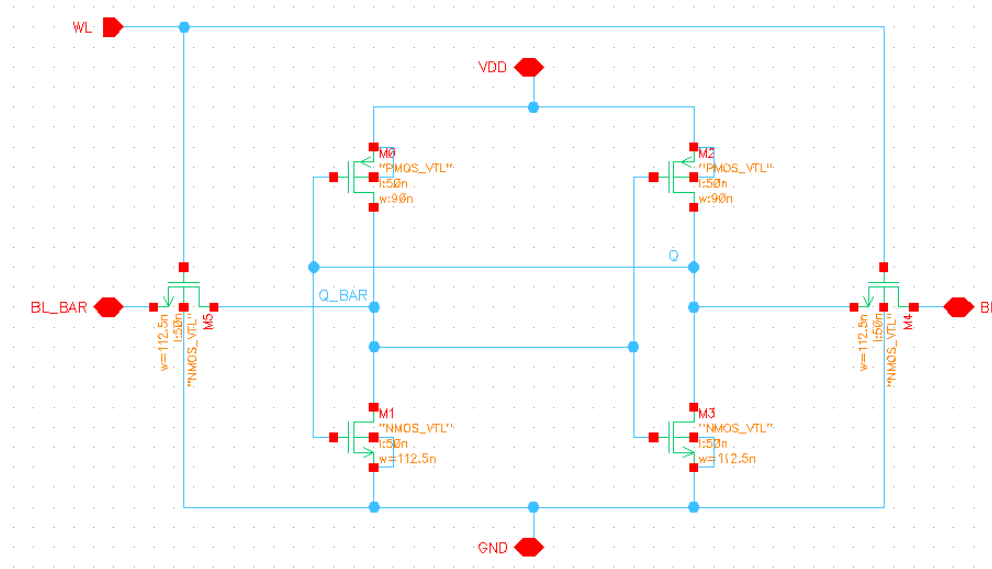 WL
VDD
M0
"PMOS_VTL"
l:50n
w:90n
M2
"PMOS_VTL"
l:50n
w:90n
Q
Q_BAR
BL_BAR
w=112.5n
l:50n
"NMOS_VTL"
M5
w=112.5n
l:50n
"NMOS_VTL"
M4
M1
"NMOS_VTL"
l:50n
w=112.5n
M3
"NMOS_VTL"
l:50n
w=112.5n
GND